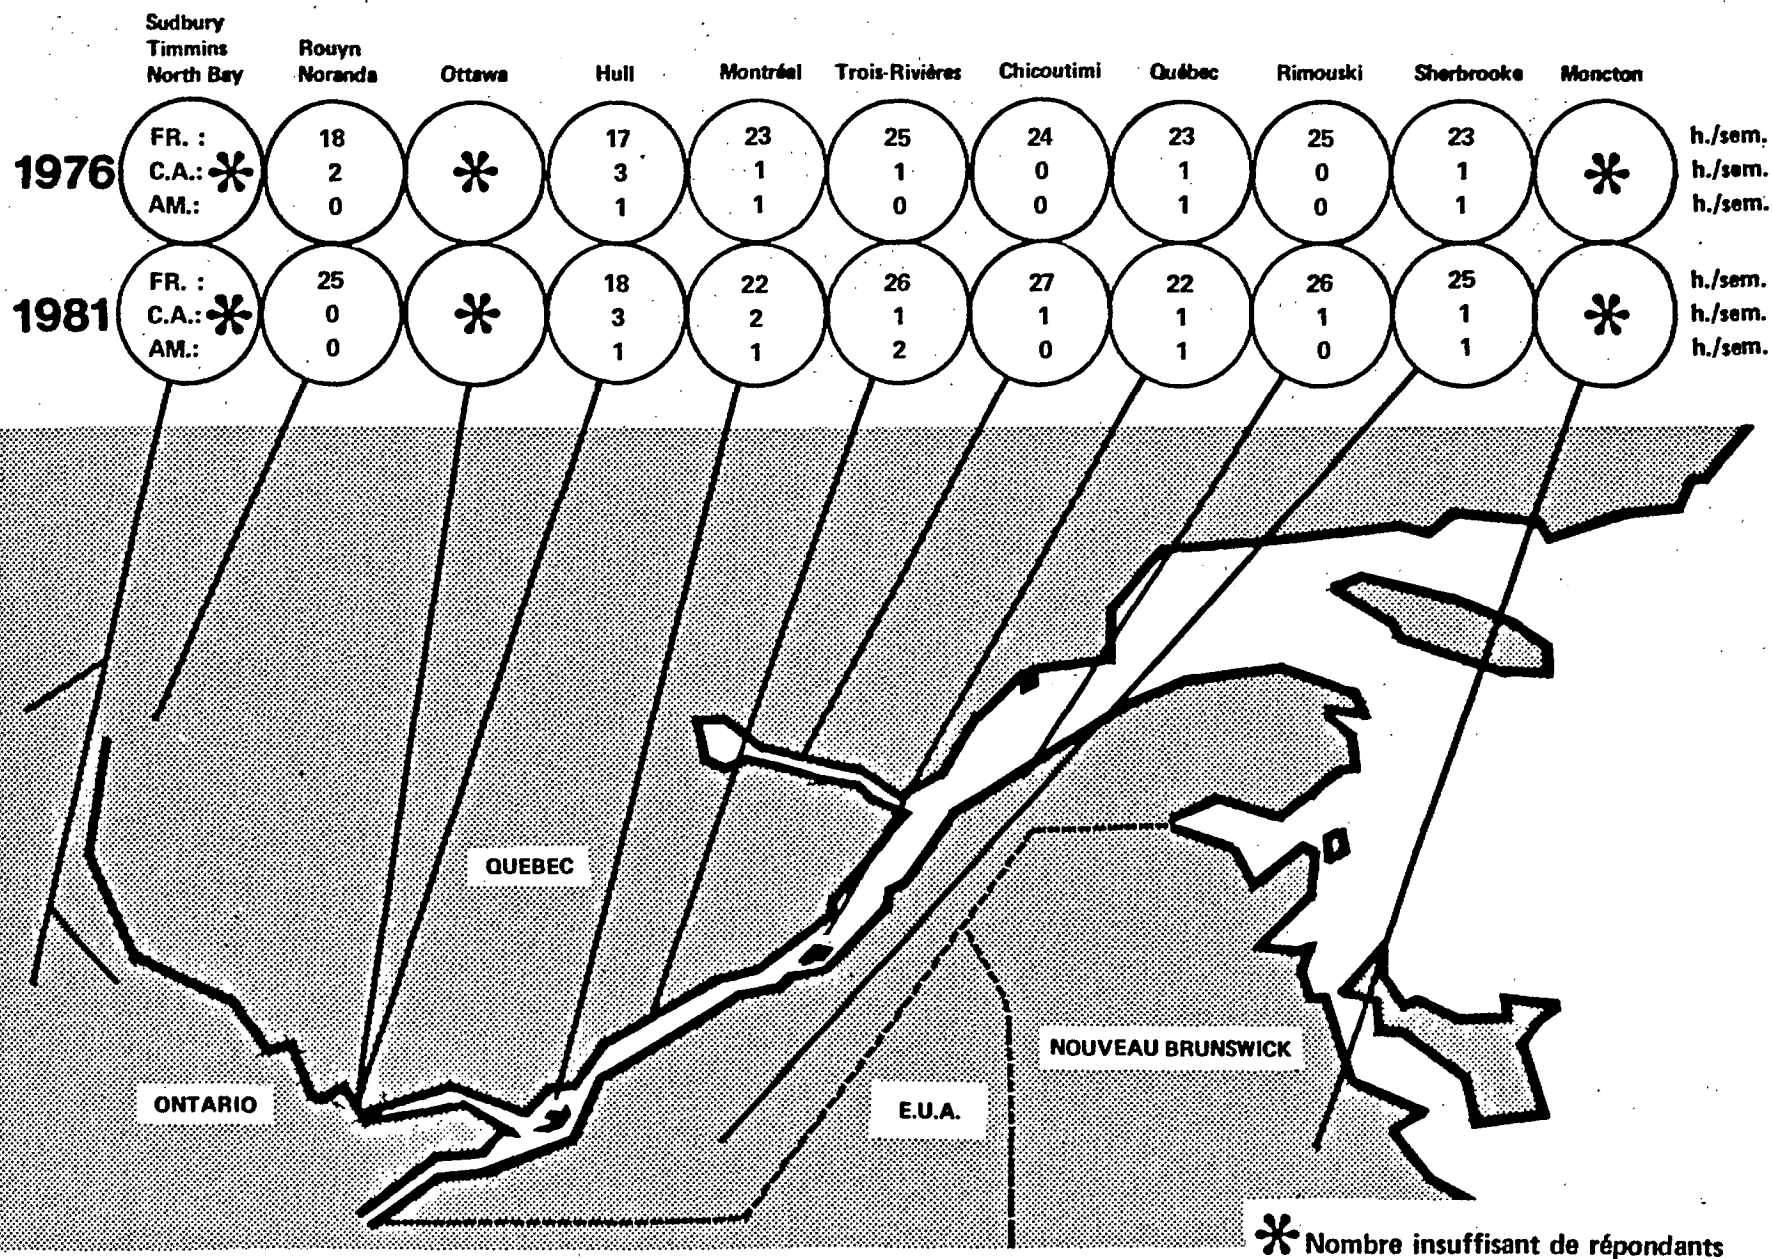 Sudbury
Timmins
North Bay
Rouyn
Noranda
Ottawa
Hull
Montréal
Trois-Rivières
Chicoutimi
Québec
Rimouski
Sherbrooke
Moncton
1976
FR. : 18 17 23 25 24 23 25 23 h./sem.
C.A.: * 2 * 3 1 1 0 1 0 1 * h./sem.
AM.: 0 1 1 0 0 1 0 1 h./sem.
1981
FR. : 25 18 22 26 27 22 26 25 h./sem.
C.A.: * 0 * 3 2 1 1 1 1 1 * h./sem.
AM.: 0 1 1 2 0 1 0 1 h./sem.
QUEBEC
NOUVEAU BRUNSWICK
ONTARIO
E.U.A.
* Nombre insuffisant de répondants